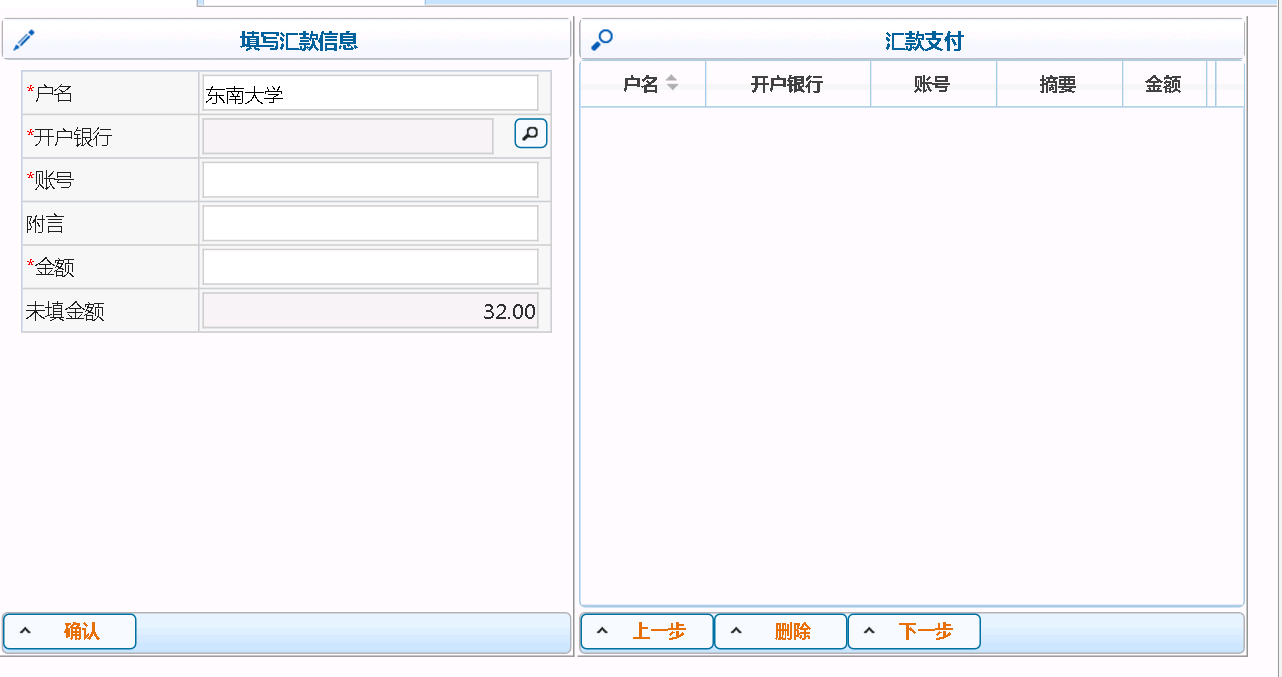 填写汇款信息
*户名 东南大学
*开户银行
*账号
附言
*金额
未填金额 32.00
确认
汇款支付
户名 开户银行 账号 摘要 金额
上一步 删除 下一步